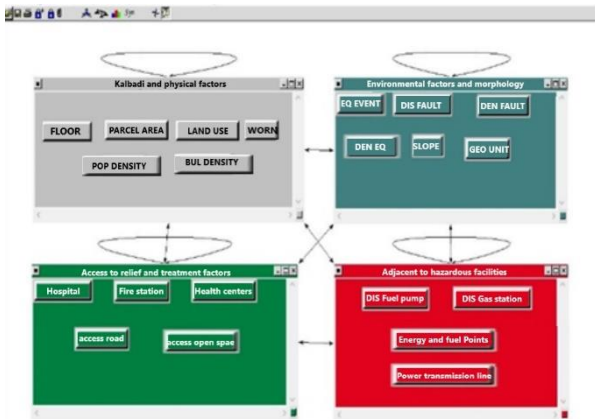 Kalbadi and physical factors
FLOOR
PARCEL AREA
LAND USE
WORN
POP DENSITY
BUL DENSITY
Environmental factors and morphology
EQ EVENT
DIS FAULT
DEN FAULT
DEN EQ
SLOPE
GEO UNIT
Access to relief and treatment factors
Hospital
Fire station
Health centers
access road
access open spae
Adjacent to hazardous facilities
DIS Fuel pump
DIS Gas station
Energy and fuel Points
Power transmission line